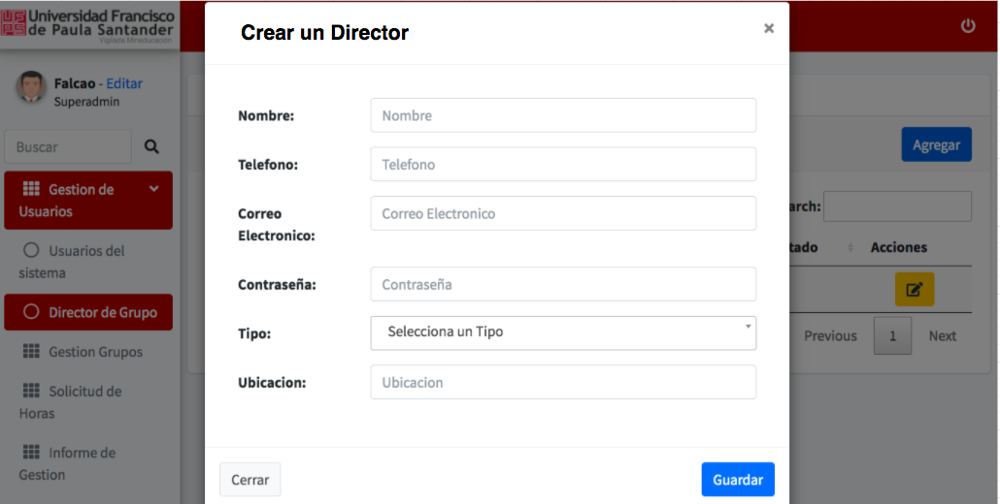 Universidad Francisco
de Paula Santander
Vigilada Mineducación
Falcao - Editar
Superadmin
Buscar
Gestion de
Usuarios
Usuarios del
sistema
Director de Grupo
Gestion Grupos
Solicitud de
Horas
Informe de
Gestion
Crear un Director
×
Nombre:
Nombre
Telefono:
Telefono
Correo
Electronico:
Correo Electronico
Contraseña:
Contraseña
Tipo:
Selecciona un Tipo
Ubicacion:
Ubicacion
Cerrar
Guardar
Agregar
arch:
tado
Acciones
Previous
1
Next